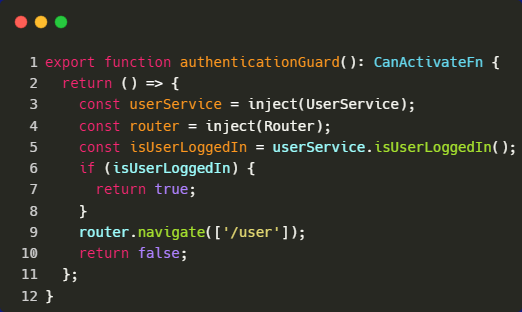 1 export function authenticationGuard(): CanActivateFn {
2   return () => {
3     const userService = inject(UserService);
4     const router = inject(Router);
5     const isUserLoggedIn = userService.isUserLoggedIn();
6     if (isUserLoggedIn) {
7       return true;
8     }
9     router.navigate(['/user']);
10     return false;
11   };
12 }